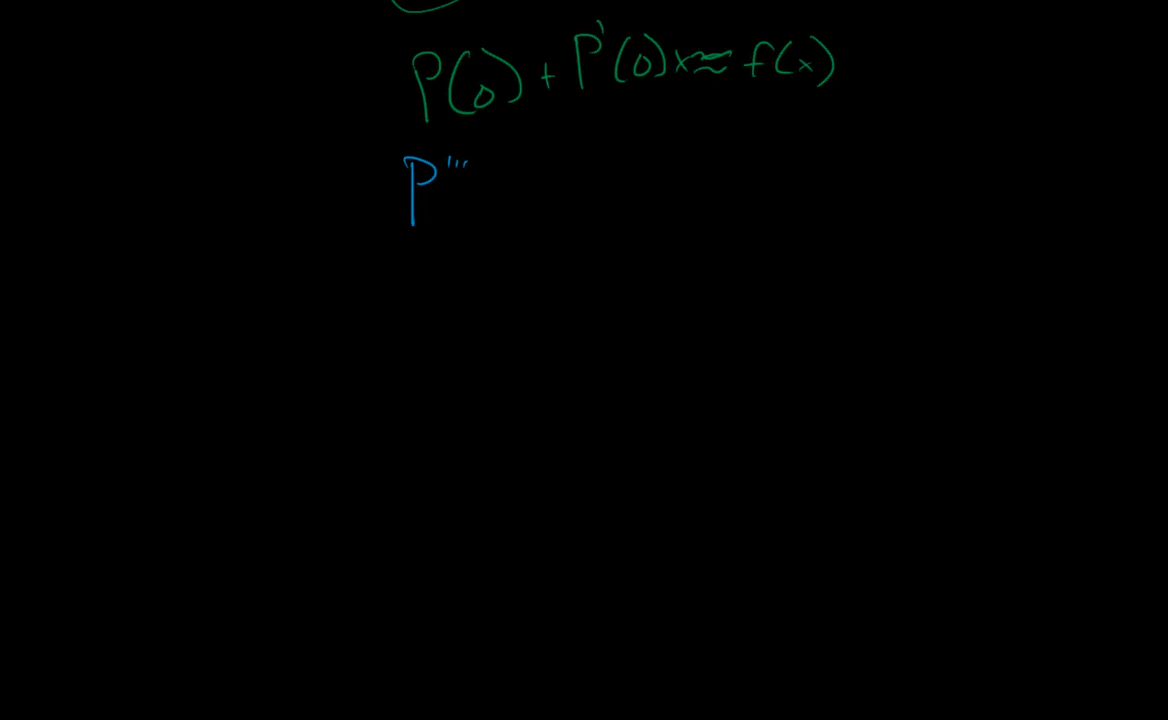 P(0) + P'(0)x ≈ f(x)
P'''